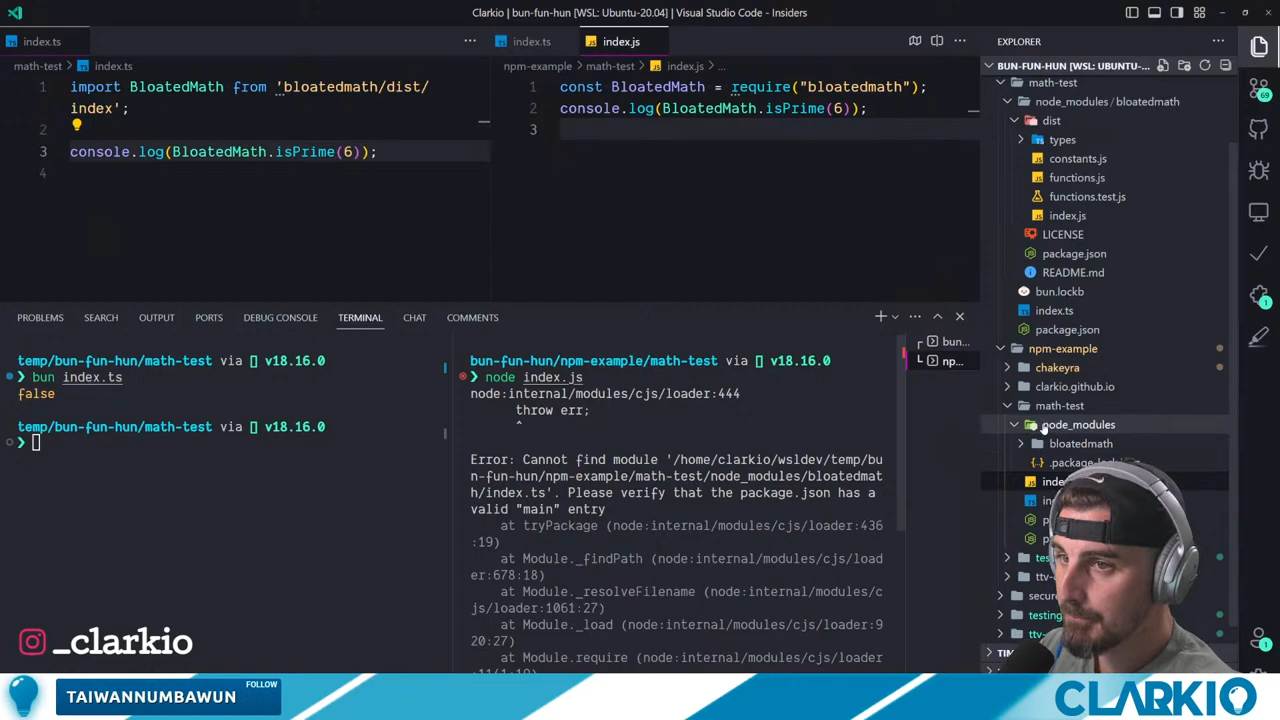 Clarkio | bun-fun-hun [WSL: Ubuntu-20.04] | Visual Studio Code - Insiders
index.ts
math-test > index.ts
1 import BloatedMath from 'bloatedmath/dist/
index';
2
3 console.log(BloatedMath.isPrime(6));
4
index.ts
index.js
npm-example > math-test > index.js > ...
1 const BloatedMath = require("bloatedmath");
2 console.log(BloatedMath.isPrime(6));
3
EXPLORER
BUN-FUN-HUN [WSL: UBUNTU-...
math-test
node_modules / bloatedmath
dist
types
constants.js
functions.js
functions.test.js
index.js
LICENSE
package.json
README.md
bun.lockb
index.ts
package.json
npm-example
chakeyra
clarkio.github.io
math-test
node_modules
bloatedmath
69
1
1
PROBLEMS
SEARCH
OUTPUT
PORTS
DEBUG CONSOLE
TERMINAL
CHAT
COMMENTS
temp/bun-fun-hun/math-test via [] v18.16.0
❯ bun index.ts
false
temp/bun-fun-hun/math-test via [] v18.16.0
❯
bun-fun-hun/npm-example/math-test via [] v18.16.0
❯ node index.js
node:internal/modules/cjs/loader:444
throw err;
^
Error: Cannot find module '/home/clarkio/wsldev/temp/bu
n-fun-hun/npm-example/math-test/node_modules/bloatedmat
h/index.ts'. Please verify that the package.json has a
valid "main" entry
at tryPackage (node:internal/modules/cjs/loader:436
:19)
at Module._findPath (node:internal/modules/cjs/load
er:678:18)
at Module._resolveFilename (node:internal/modules/c
js/loader:1061:27)
at Module._load (node:internal/modules/cjs/loader:9
20:27)
at Module.require (node:internal/modules/cjs/loader
bun...
np...
_clarkio
TAIWANNUMBAWUN
FOLLOW
CLARKIO